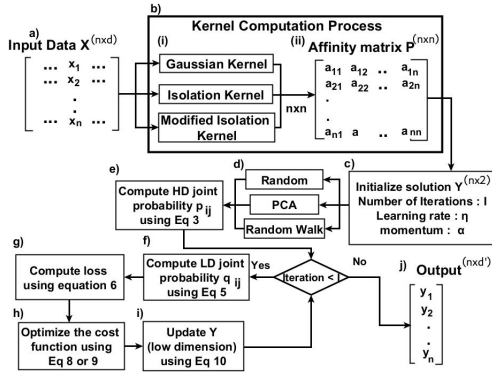 a)
Input Data X^(nxd)
... x1 ...
... x2 ...
.
.
... xn ...
b)
Kernel Computation Process
(i)
Gaussian Kernel
Isolation Kernel
Modified Isolation
Kernel
nxn
(ii)
Affinity matrix P^(nxn)
a11 a12 .. a1n
a21 a22 .. a2n
.
.
an1 a .. ann
c)
Initialize solution Y^(nx2)
Number of Iterations : I
Learning rate : η
momentum : α
d)
Random
PCA
Random Walk
e)
Compute HD joint
probability pij
using Eq 3
f)
Compute LD joint
probability qij
using Eq 5
Yes
Iteration < I
No
g)
Compute loss
using equation 6
h)
Optimize the cost
function using
Eq 8 or 9
i)
Update Y
(low dimension)
using Eq 10
j)
Output^(nxd')
y1
y2
.
.
yn